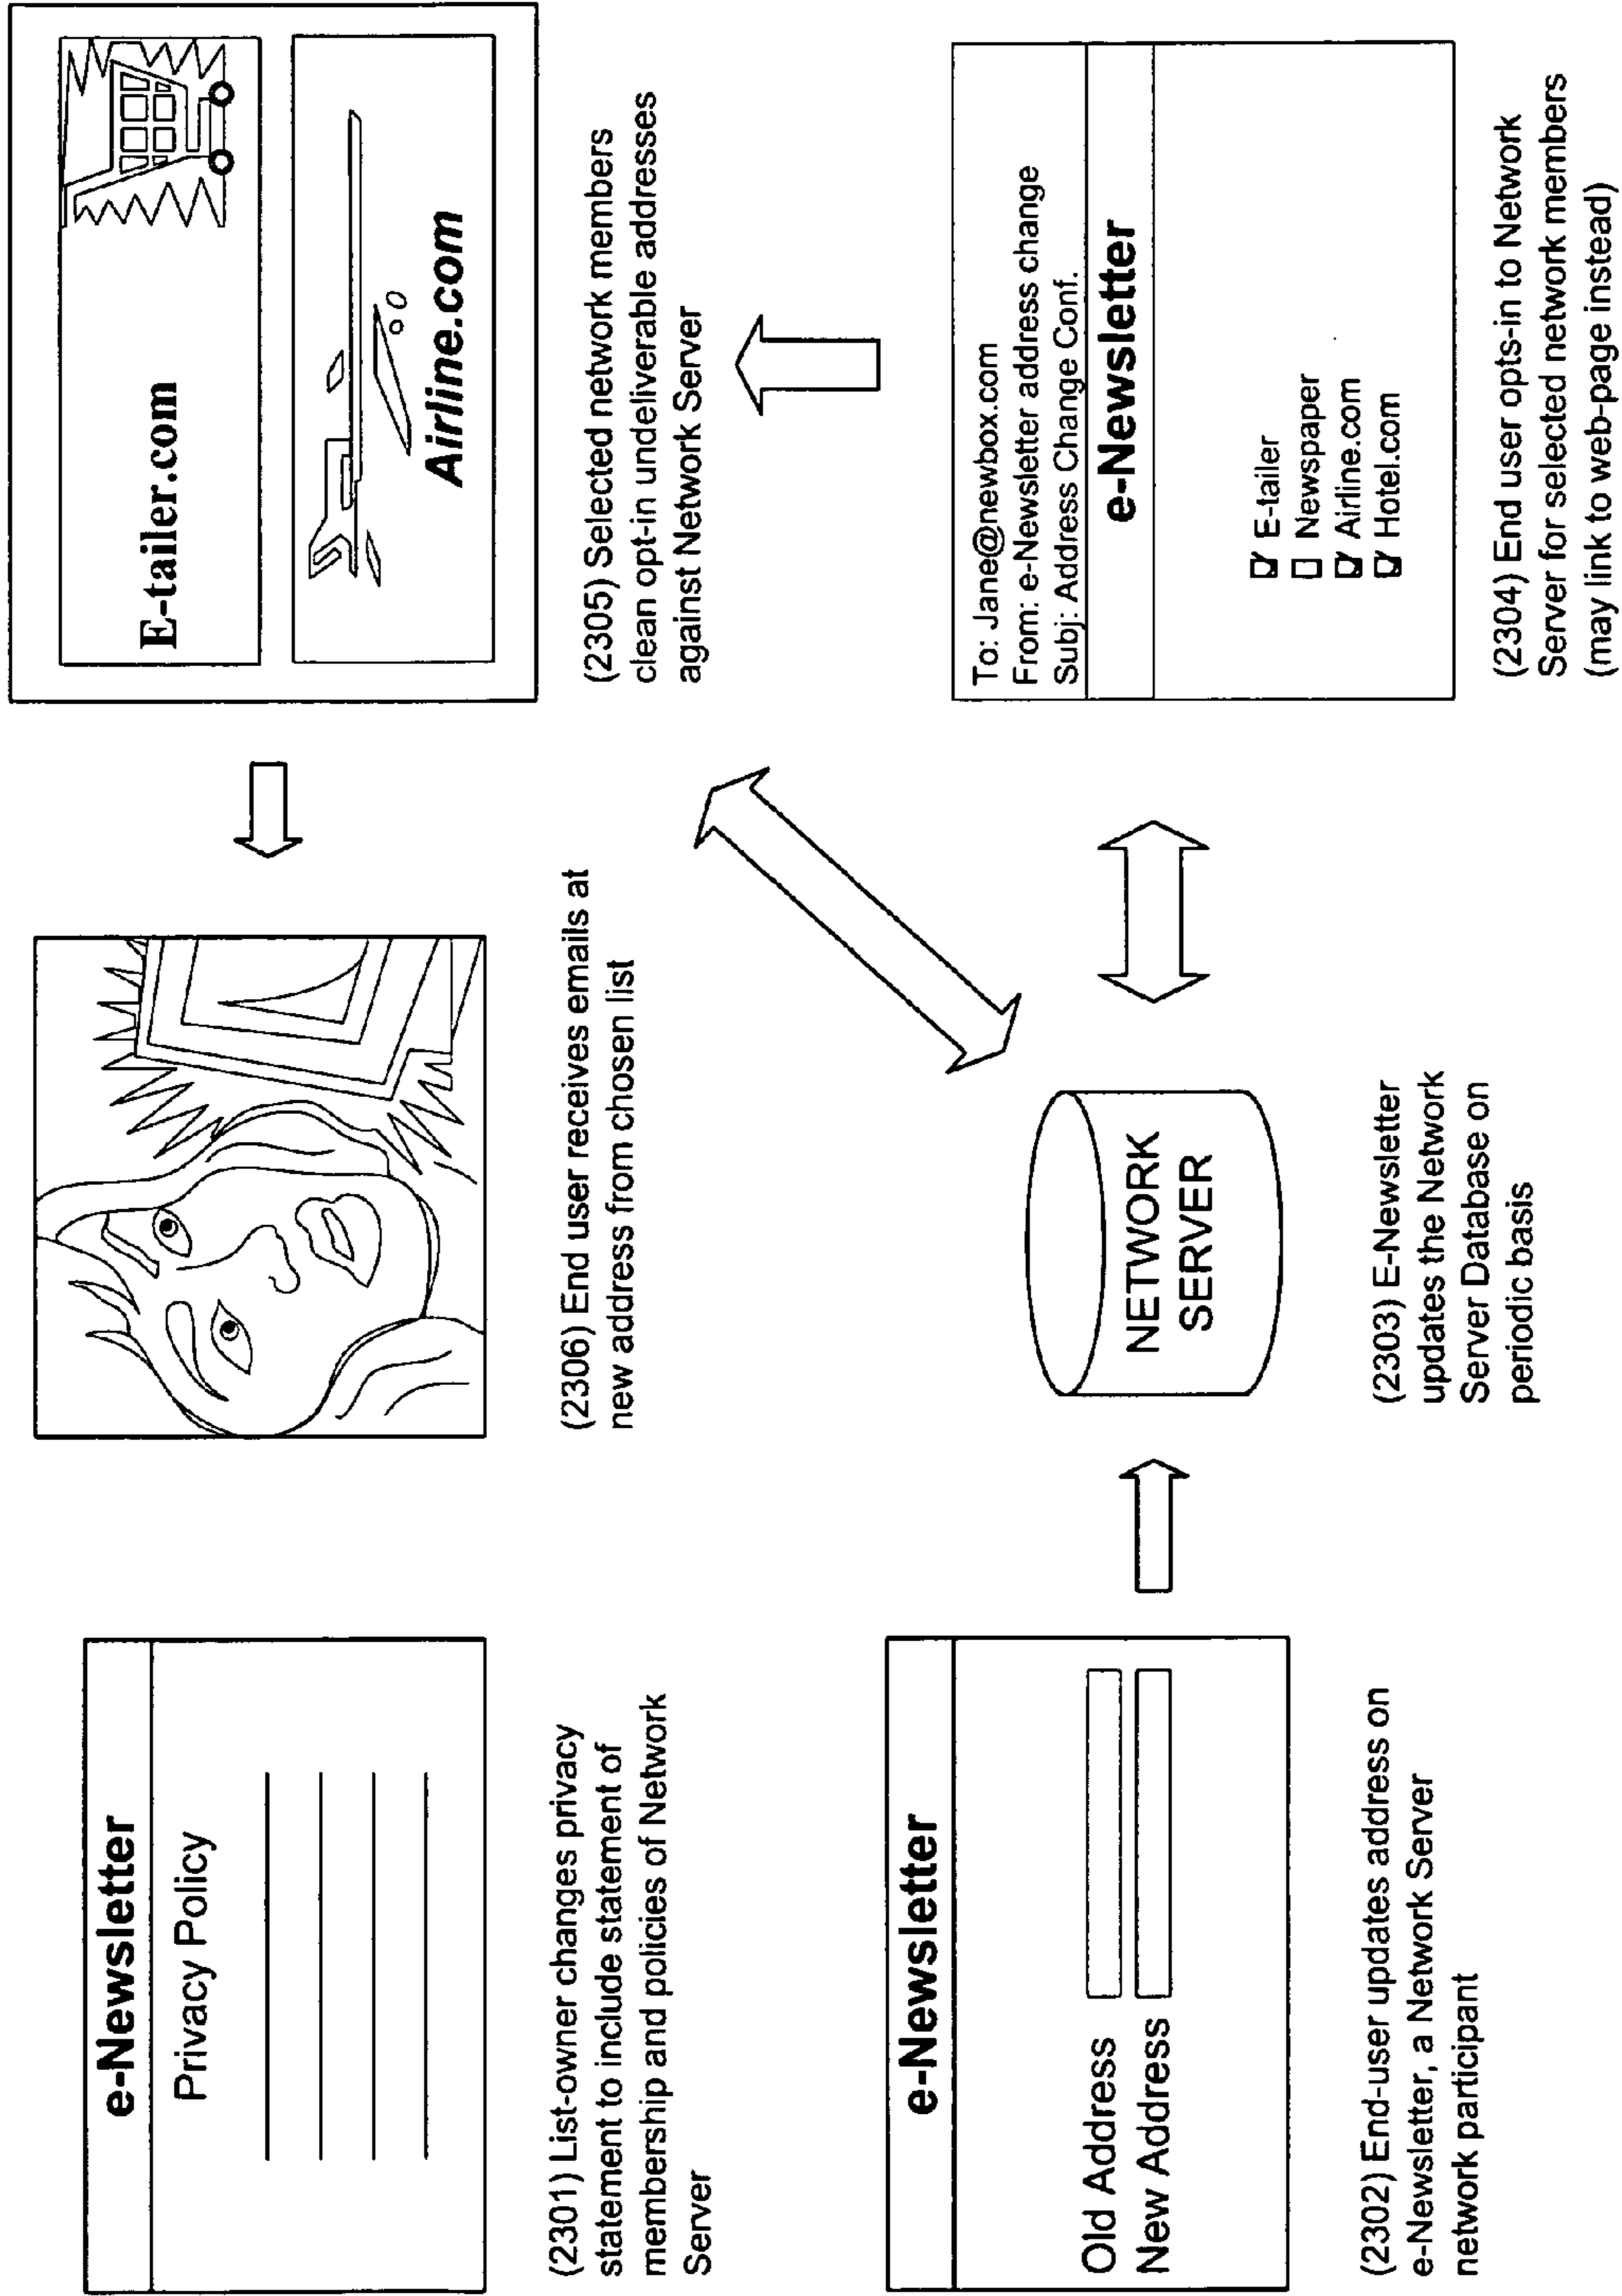 e-Newsletter
Privacy Policy
(2301) List-owner changes privacy
statement to include statement of
membership and policies of Network
Server
(2306) End user receives emails at
new address from chosen list
E-tailer.com
Airline.com
(2305) Selected network members
clean opt-in undeliverable addresses
against Network Server
e-Newsletter
Old Address
New Address
(2302) End-user updates address on
e-Newsletter, a Network Server
network participant
NETWORK
SERVER
(2303) E-Newsletter
updates the Network
Server Database on
periodic basis
To: Jane@newbox.com
From: e-Newsletter address change
Subj: Address Change Conf.
e-Newsletter
E-tailer
Newspaper
Airline.com
Hotel.com
(2304) End user opts-in to Network
Server for selected network members
(may link to web-page instead)